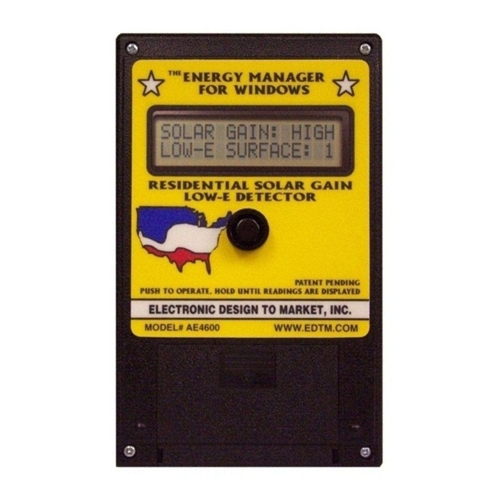 THE ENERGY MANAGER
FOR WINDOWS
SOLAR GAIN: HIGH
LOW-E SURFACE: 1
RESIDENTIAL SOLAR GAIN
LOW-E DETECTOR
PATENT PENDING
PUSH TO OPERATE, HOLD UNTIL READINGS ARE DISPLAYED
ELECTRONIC DESIGN TO MARKET, INC.
MODEL# AE4600 WWW.EDTM.COM